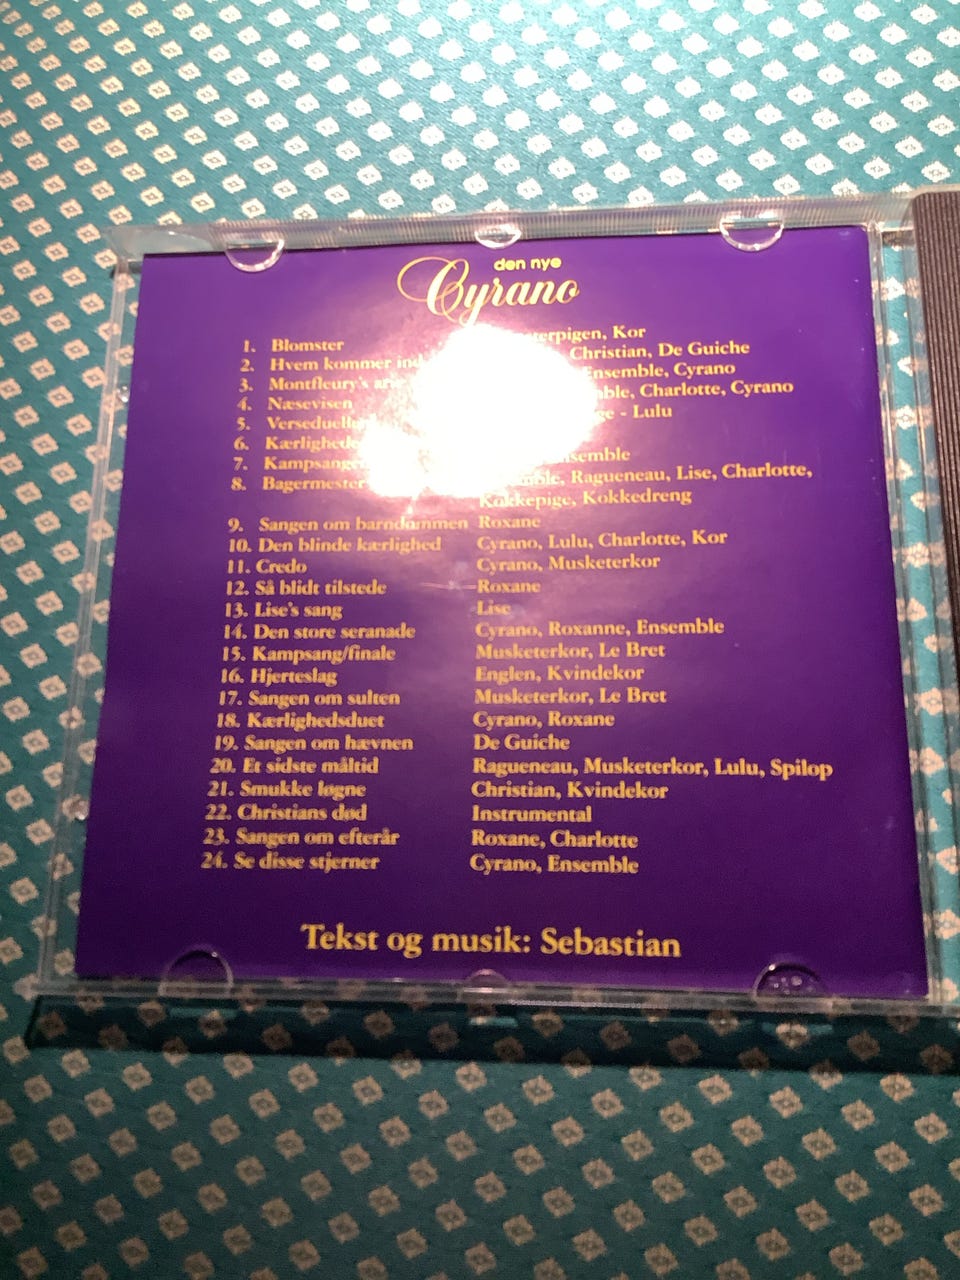 den nye
Cyrano
1. Blomster Kor
2. Hvem kommer Christian, De Guiche
3. Montfleury's Ensemble, Cyrano
4. Næsevisen Charlotte, Cyrano
5. - Lulu
6.
7.
8. Ragueneau, Lise, Charlotte,
Kokkepige, Kokkedreng
9. Sangen om barndommen Roxane
10. Den blinde kærlighed Cyrano, Lulu, Charlotte, Kor
11. Credo Cyrano, Musketerkor
12. Så blidt tilstede Roxane
13. Lise's sang Lise
14. Den store seranade Cyrano, Roxanne, Ensemble
15. Kampsang/finale Musketerkor, Le Bret
16. Hjerteslag Englen, Kvindekor
17. Sangen om sulten Musketerkor, Le Bret
18. Kærlighedsduet Cyrano, Roxane
19. Sangen om hævnen De Guiche
20. Et sidste måltid Ragueneau, Musketerkor, Lulu, Spilop
21. Smukke løgne Christian, Kvindekor
22. Christians død Instrumental
23. Sangen om efterår Roxane, Charlotte
24. Se disse stjerner Cyrano, Ensemble
Tekst og musik: Sebastian